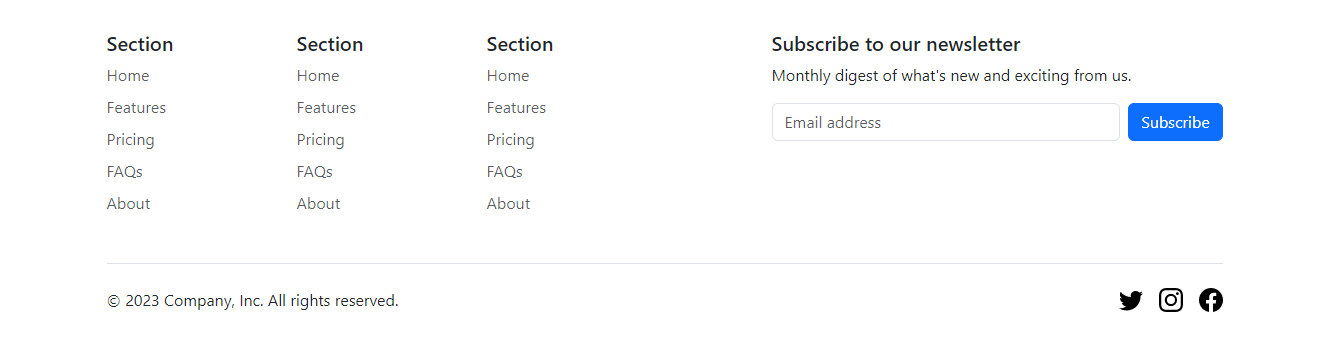 Section
Home
Features
Pricing
FAQs
About
Section
Home
Features
Pricing
FAQs
About
Section
Home
Features
Pricing
FAQs
About
Subscribe to our newsletter
Monthly digest of what's new and exciting from us.
Email address
Subscribe
© 2023 Company, Inc. All rights reserved.